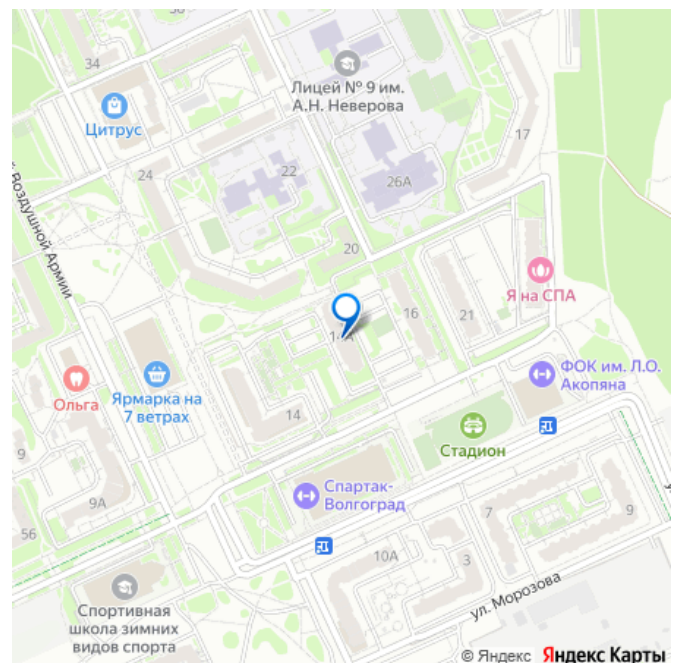 34
Цитрус
Лицей № 9 им.
А.Н. Неверова
17
24
22
26А
й Воздушной Армии
20
Я на СПА
16
21
14А
ФОК им. Л.О.
Акопяна
Ольга
Ярмарка на
7 ветрах
14
Стадион
9
Спартак-
Волгоград
9А
7
9
56
10А
3
ул. Морозова
Спортивная
школа зимних
видов спорта
© Яндекс Яндекс Карты